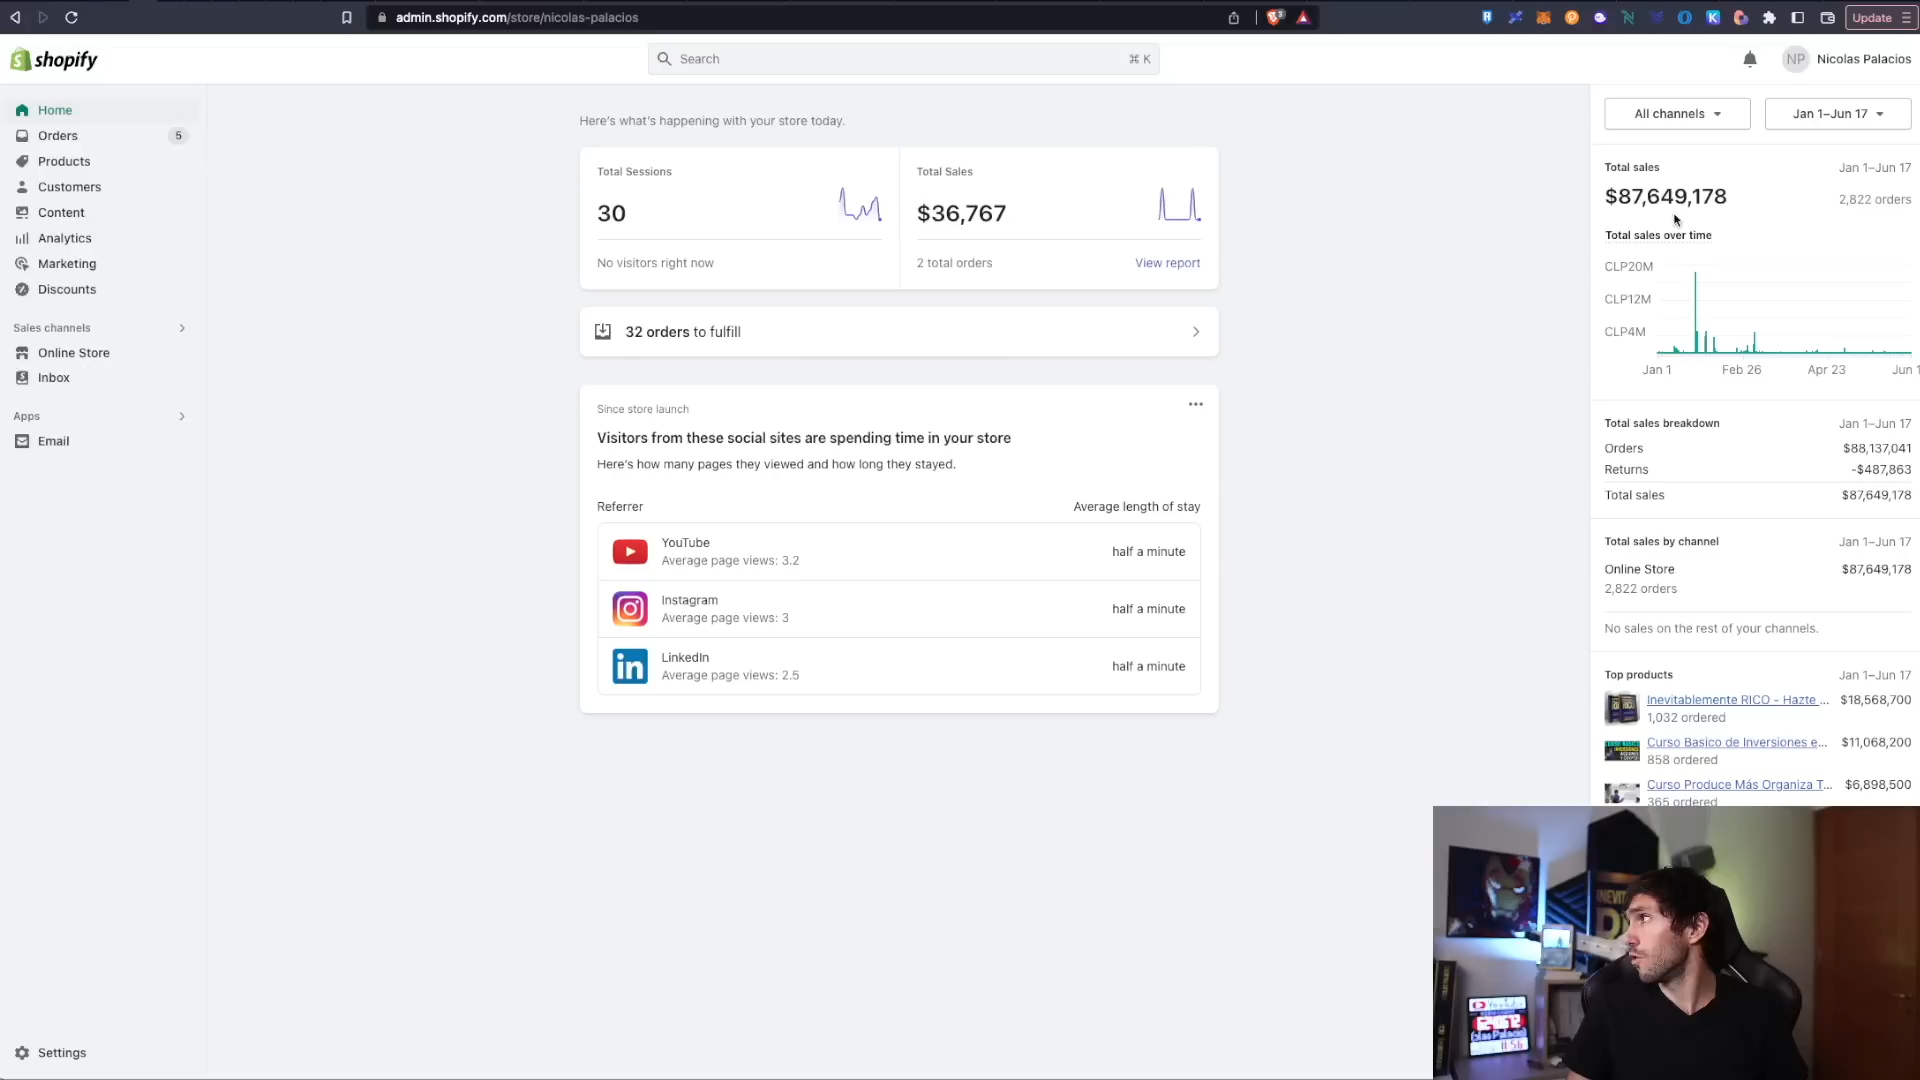 admin.shopify.com/store/nicolas-palacios
Update
shopify
Search
⌘ K
NP
Nicolas Palacios
Home
Orders
5
Products
Customers
Content
Analytics
Marketing
Discounts
Sales channels
Online Store
Inbox
Apps
Email
Settings
Here's what's happening with your store today.
Total Sessions
30
No visitors right now
Total Sales
$36,767
2 total orders
View report
32 orders to fulfill
Since store launch
Visitors from these social sites are spending time in your store
Here's how many pages they viewed and how long they stayed.
Referrer
Average length of stay
YouTube
Average page views: 3.2
half a minute
Instagram
Average page views: 3
half a minute
LinkedIn
Average page views: 2.5
half a minute
All channels
Jan 1–Jun 17
Total sales
Jan 1–Jun 17
$87,649,178
2,822 orders
Total sales over time
CLP20M
CLP12M
CLP4M
Jan 1
Feb 26
Apr 23
Jun 1
Total sales breakdown
Jan 1–Jun 17
Orders
$88,137,041
Returns
-$487,863
Total sales
$87,649,178
Total sales by channel
Jan 1–Jun 17
Online Store
$87,649,178
2,822 orders
No sales on the rest of your channels.
Top products
Jan 1–Jun 17
Inevitablemente RICO - Hazte ...
$18,568,700
1,032 ordered
Curso Basico de Inversiones e...
$11,068,200
858 ordered
Curso Produce Más Organiza T...
$6,898,500
365 ordered